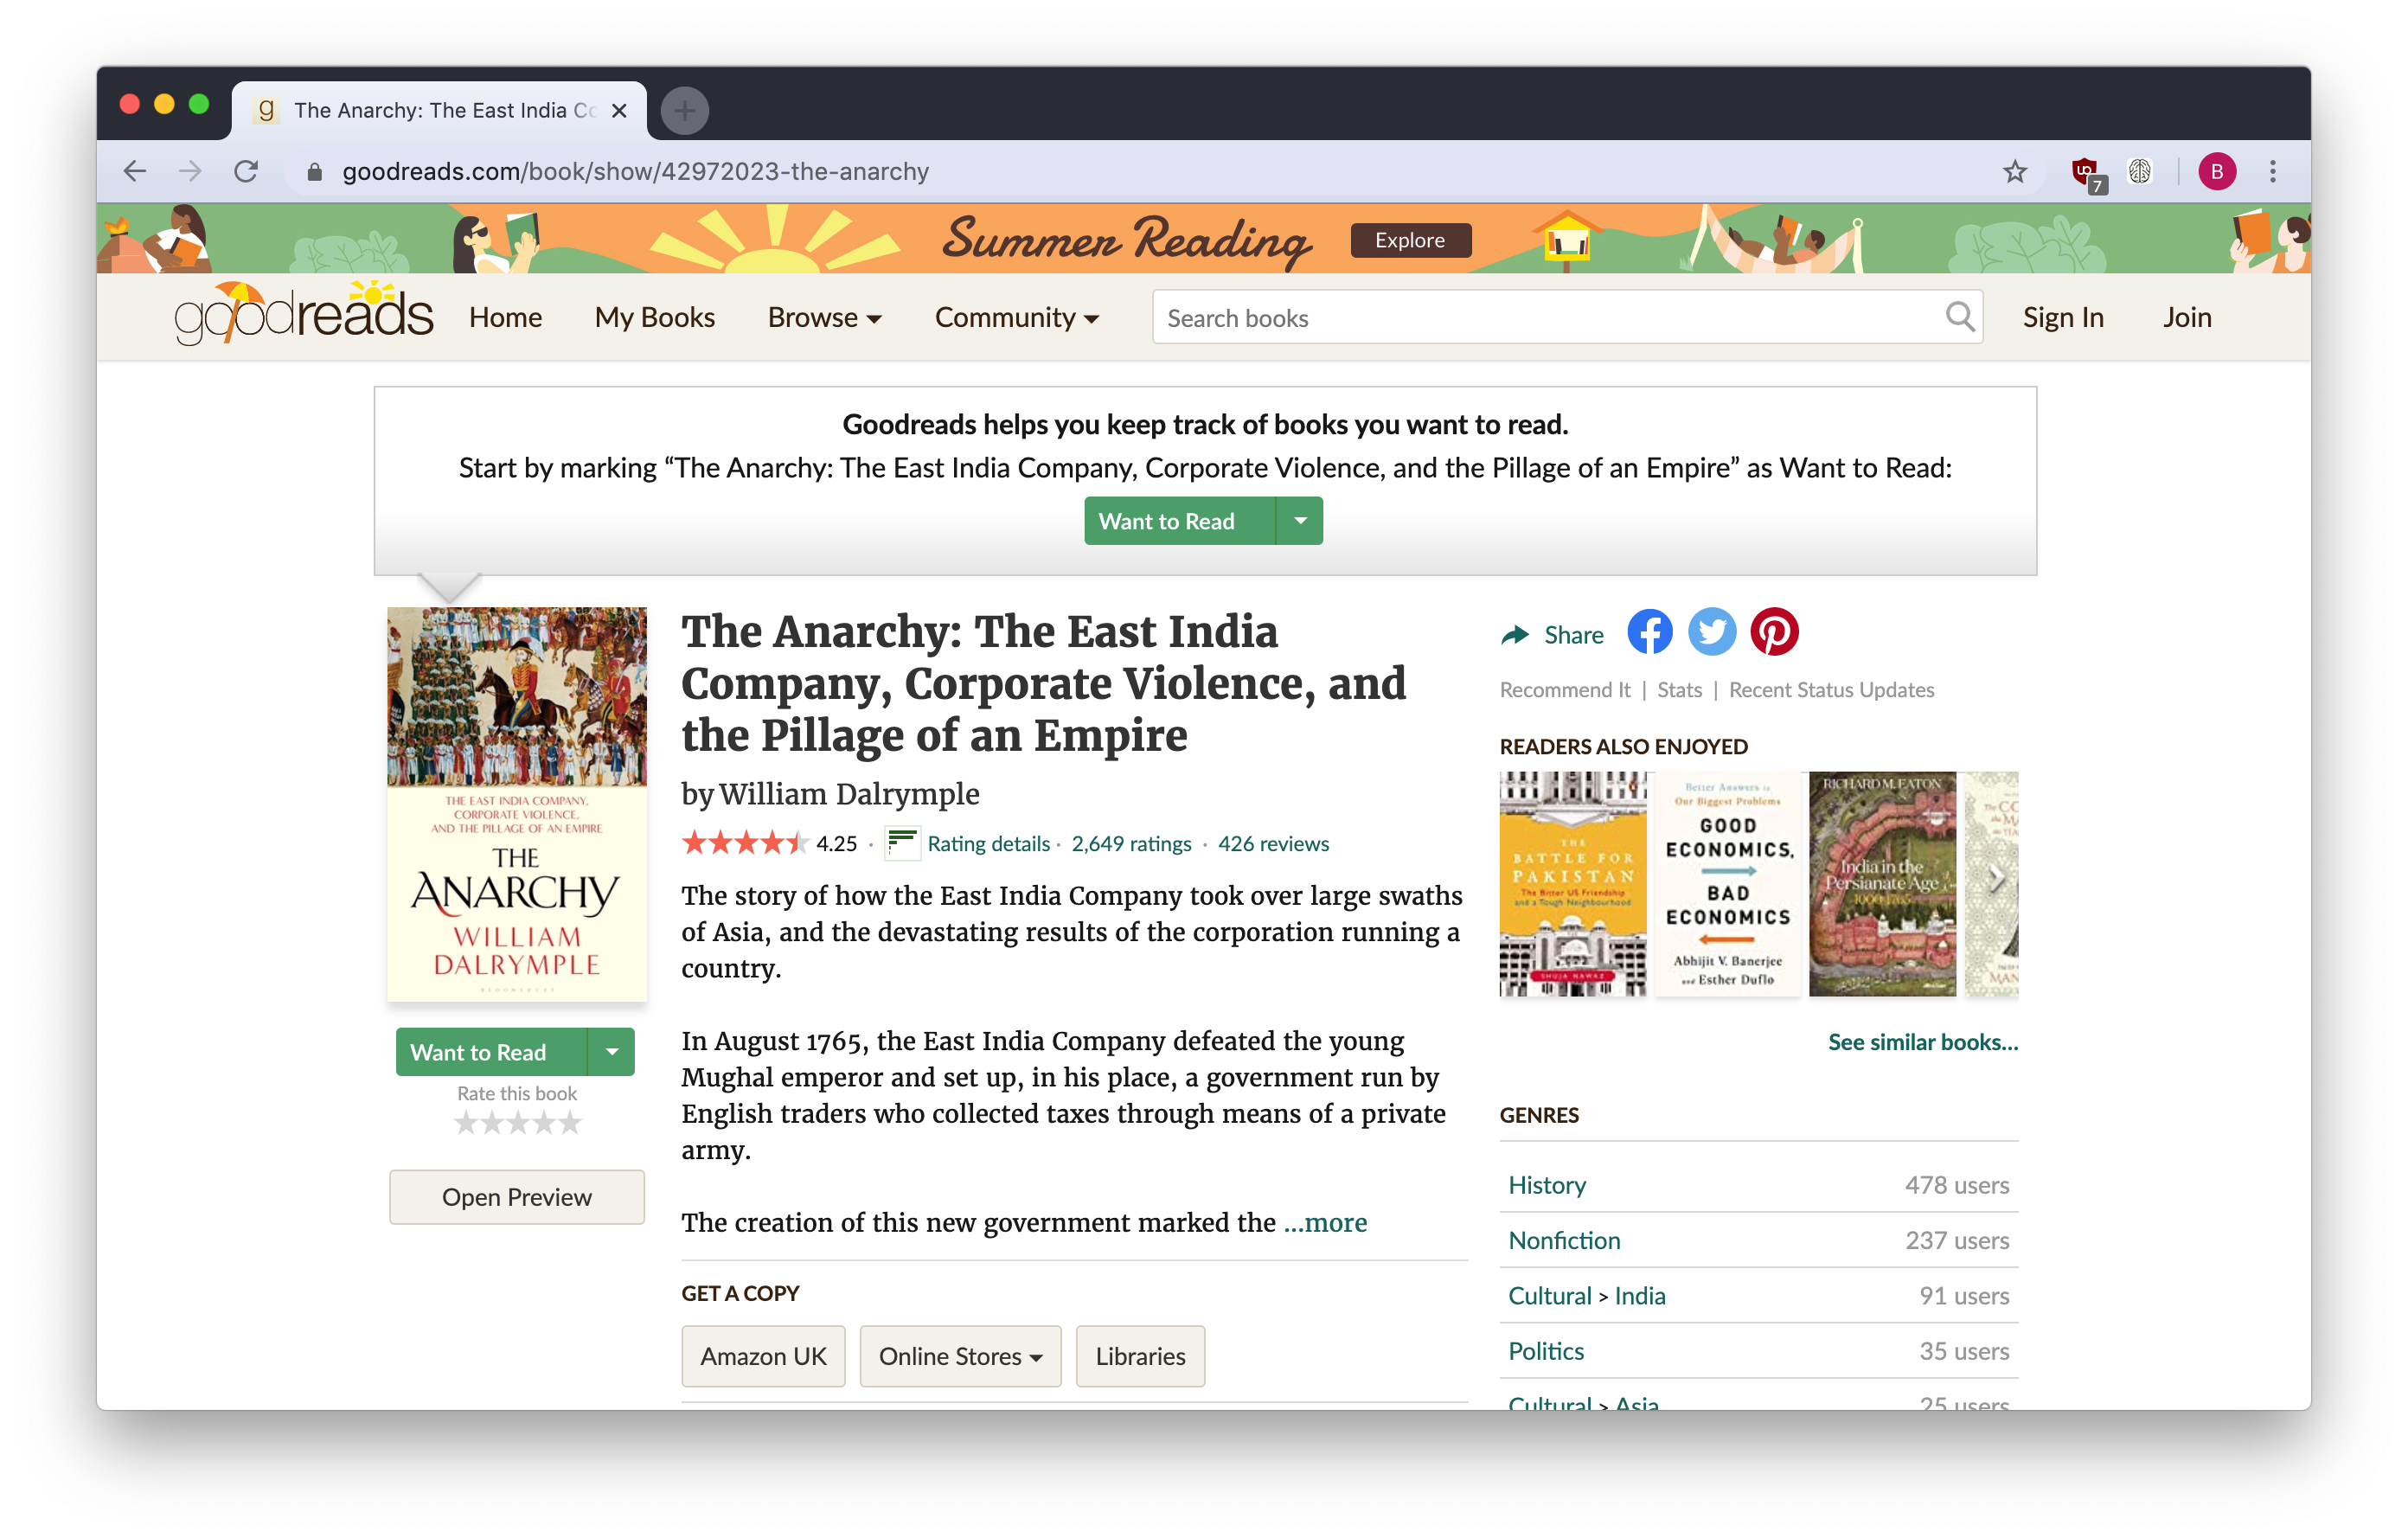 g The Anarchy: The East India Co
goodreads.com/book/show/42972023-the-anarchy
7
B
Summer Reading
Explore
goodreads
Home
My Books
Browse
Community
Search books
Sign In
Join
Goodreads helps you keep track of books you want to read.
Start by marking “The Anarchy: The East India Company, Corporate Violence, and the Pillage of an Empire” as Want to Read:
Want to Read
THE EAST INDIA COMPANY,
CORPORATE VIOLENCE,
AND THE PILLAGE OF AN EMPIRE
THE
ANARCHY
WILLIAM
DALRYMPLE
BLOOMSBURY
Want to Read
Rate this book
Open Preview
The Anarchy: The East India
Company, Corporate Violence, and
the Pillage of an Empire
by William Dalrymple
4.25 · Rating details · 2,649 ratings · 426 reviews
The story of how the East India Company took over large swaths
of Asia, and the devastating results of the corporation running a
country.
In August 1765, the East India Company defeated the young
Mughal emperor and set up, in his place, a government run by
English traders who collected taxes through means of a private
army.
The creation of this new government marked the ...more
GET A COPY
Amazon UK
Online Stores
Libraries
Share
Recommend It | Stats | Recent Status Updates
READERS ALSO ENJOYED
THE
BATTLE FOR
PAKISTAN
The Bitter US Friendship
and a Tough Neighbourhood
SHUJA NAWAZ
Better Answers to
Our Biggest Problems
GOOD
ECONOMICS,
BAD
ECONOMICS
Abhijit V. Banerjee
and Esther Duflo
RICHARD M. EATON
India in the
Persianate Age
1000-1765
See similar books…
GENRES
History 478 users
Nonfiction 237 users
Cultural > India 91 users
Politics 35 users
Cultural > Asia 25 users